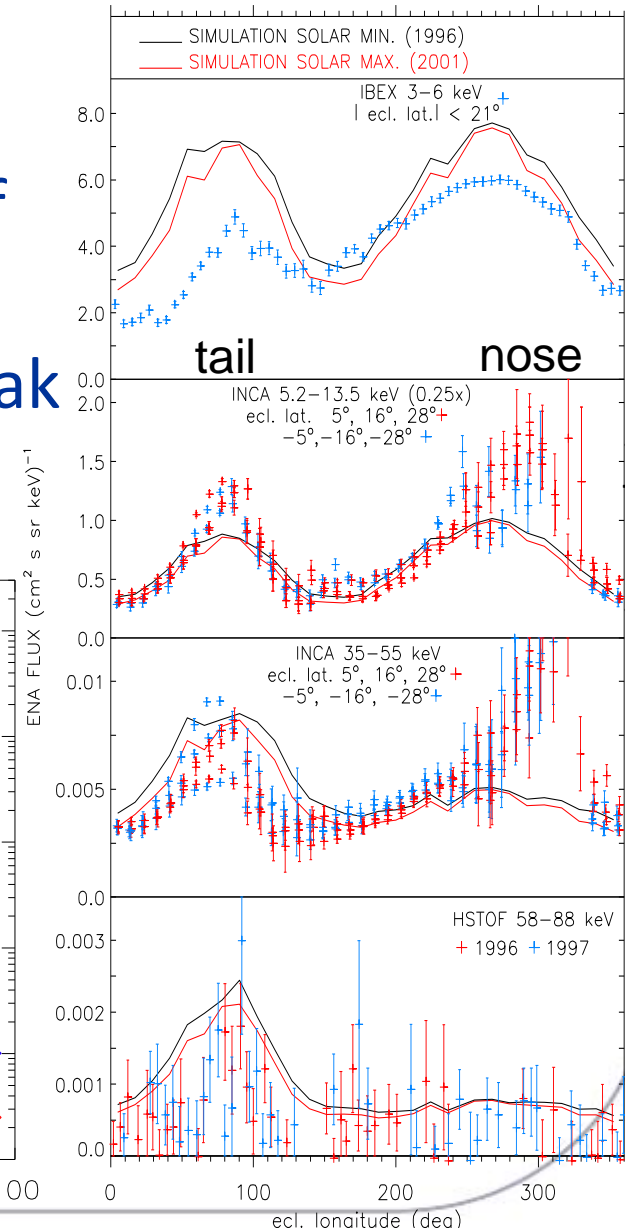 SIMULATION SOLAR MIN. (1996)
SIMULATION SOLAR MAX. (2001)
IBEX 3-6 keV
| ecl. lat.| < 21°
8.0
6.0
4.0
2.0
0.0
tail
nose
ak
INCA 5.2-13.5 keV (0.25x)
ecl. lat. 5°, 16°, 28°
-5°,-16°,-28°
2.0
1.5
1.0
0.5
0.0
ENA FLUX (cm² s sr keV)⁻¹
INCA 35-55 keV
ecl. lat. 5°, 16°, 28°
-5°, -16°, -28°
0.01
0.005
0.0
HSTOF 58-88 keV
1996 1997
0.003
0.002
0.001
0.0
00
0 100 200 300
ecl. longitude (deg)